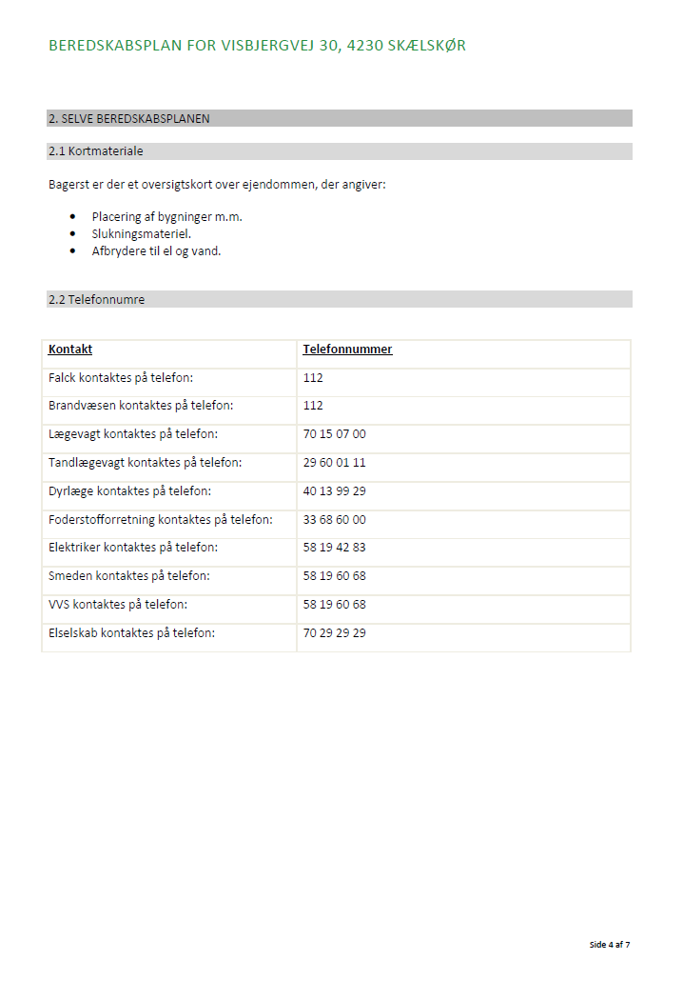 BEREDSKABSPLAN FOR VISBJERGVEJ 30, 4230 SKÆLSKØR
2. SELVE BEREDSKABSPLANEN
2.1 Kortmateriale
Bagerst er der et oversigtskort over ejendommen, der angiver:
• Placering af bygninger m.m.
• Slukningsmateriel.
• Afbrydere til el og vand.
2.2 Telefonnumre
Kontakt Telefonnummer
Falck kontaktes på telefon: 112
Brandvæsen kontaktes på telefon: 112
Lægevagt kontaktes på telefon: 70 15 07 00
Tandlægevagt kontaktes på telefon: 29 60 01 11
Dyrlæge kontaktes på telefon: 40 13 99 29
Foderstofforretning kontaktes på telefon: 33 68 60 00
Elektriker kontaktes på telefon: 58 19 42 83
Smeden kontaktes på telefon: 58 19 60 68
VVS kontaktes på telefon: 58 19 60 68
Elselskab kontaktes på telefon: 70 29 29 29
Side 4 af 7